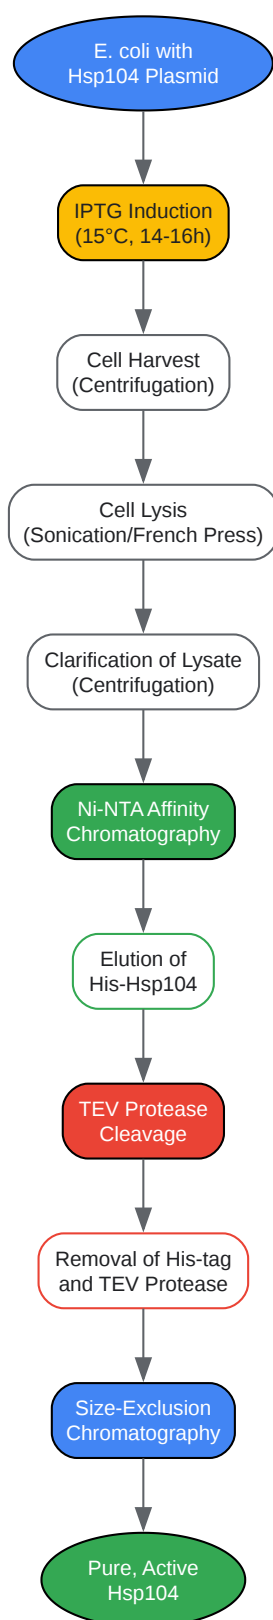 E. coli with
Hsp104 Plasmid
IPTG Induction
(15°C, 14-16h)
Cell Harvest
(Centrifugation)
Cell Lysis
(Sonication/French Press)
Clarification of Lysate
(Centrifugation)
Ni-NTA Affinity
Chromatography
Elution of
His-Hsp104
TEV Protease
Cleavage
Removal of His-tag
and TEV Protease
Size-Exclusion
Chromatography
Pure, Active
Hsp104